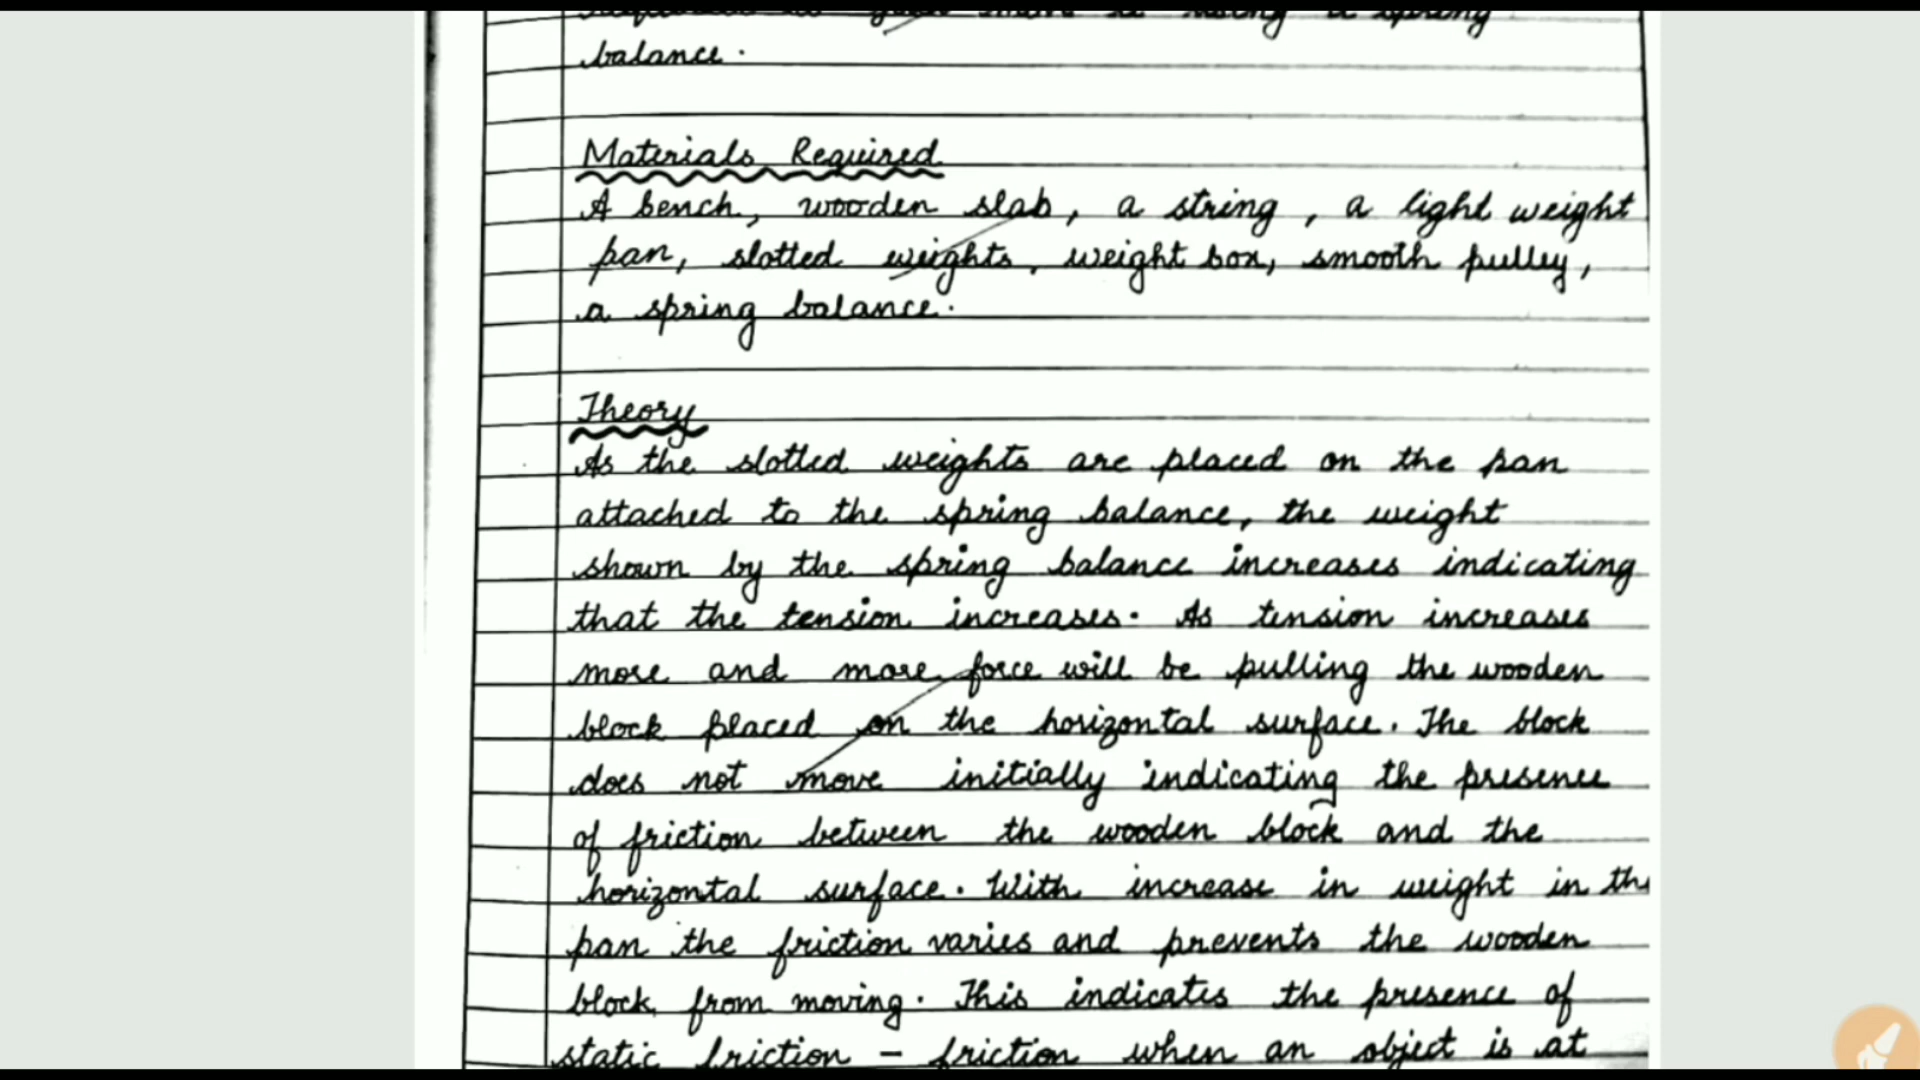 a spring
balance.
Materials Required
A bench, wooden slab, a string, a light weight
pan, slotted weights, weight box, smooth pulley,
a spring balance.
Theory
As the slotted weights are placed on the pan
attached to the spring balance, the weight
shown by the spring balance increases indicating
that the tension increases. As tension increases
more and more force will be pulling the wooden
block placed on the horizontal surface. The block
does not move initially indicating the presence
of friction between the wooden block and the
horizontal surface. With increase in weight in the
pan the friction varies and prevents the wooden
block from moving. This indicates the presence of
static friction - friction when an object is at